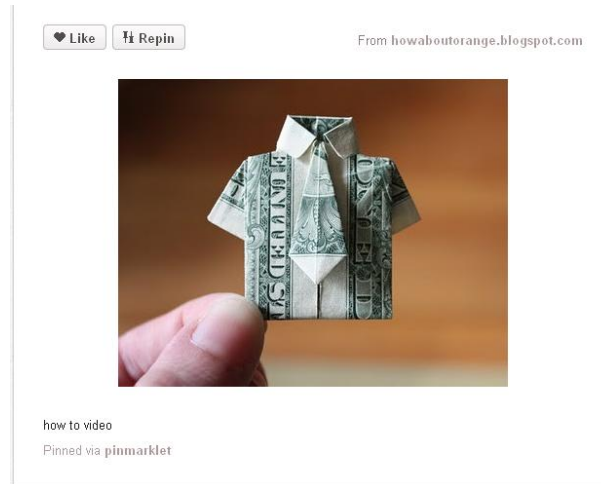 Like
Repin
From howaboutorange.blogspot.com
how to video
Pinned via pinmarklet